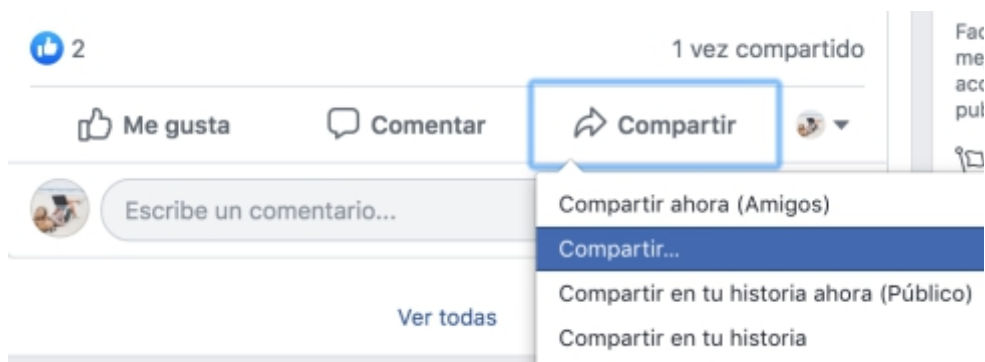 2
1 vez compartido
Me gusta
Comentar
Compartir
Escribe un comentario...
Compartir ahora (Amigos)
Compartir...
Compartir en tu historia ahora (Público)
Compartir en tu historia
Ver todas